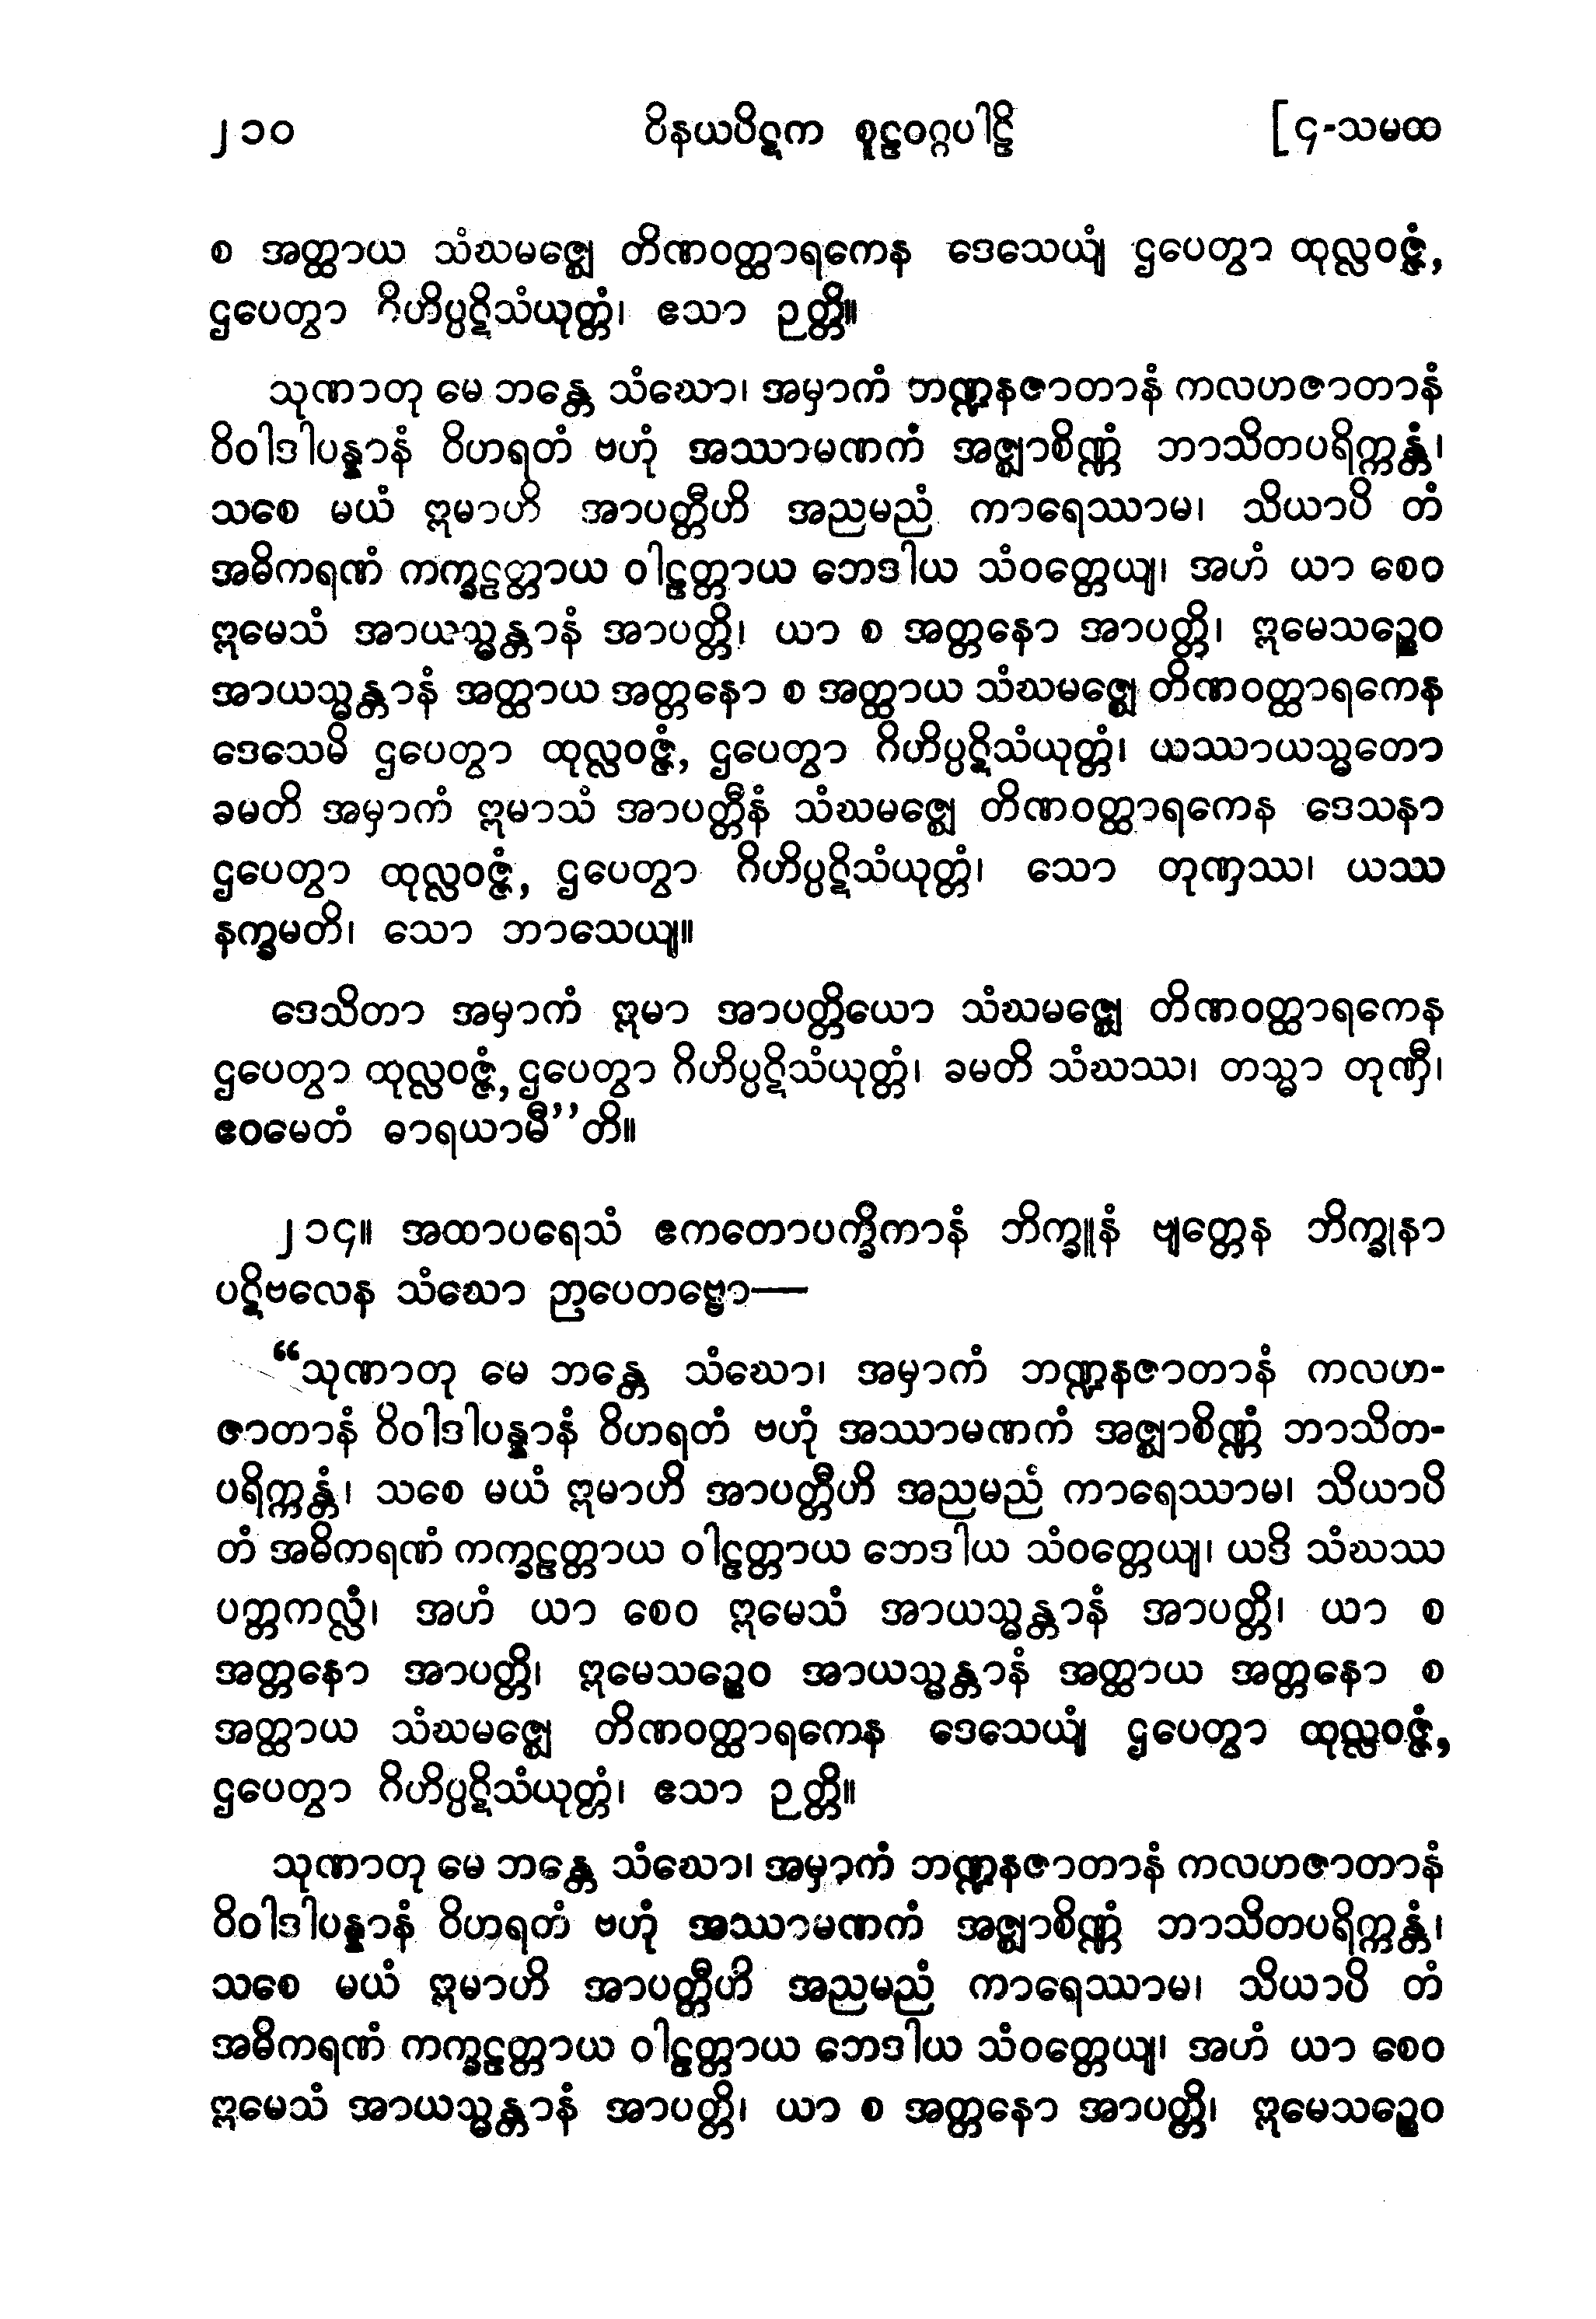 ၂၁၀ ဝိနယပိဋက စူဠဝဂ္ဂပါဠိ [၄-သမထ
စ အတ္ထာယ သံဃမဇ္ဈေ တိဏဝတ္ထာရကေန ဒေသေယျံ ဌပေတွာ ထုလ္လဝဇ္ဇံ,
ဌပေတွာ ဂိဟိပ္ပဋိသံယုတ္တံ၊ ဧသာ ဉတ္တိ။
သုဏာတု မေ ဘန္တေ သံဃော၊ အမှာကံ ဘဏ္ဍနဇာတာနံ ကလဟဇာတာနံ
ဝိဝါဒါပန္နာနံ ဝိဟရတံ ဗဟုံ အဿာမဏကံ အဇ္ဈာစိဏ္ဏံ ဘာသိတပရိက္ကန္တံ၊
သစေ မယံ ဣမာဟိ အာပတ္တီဟိ အညမညံ ကာရေဿာမ၊ သိယာပိ တံ
အဓိကရဏံ ကက္ခဠတ္တာယ ဝါဠတ္တာယ ဘေဒါယ သံဝတ္တေယျ၊ အဟံ ယာ စေဝ
ဣမေသံ အာယသ္မန္တာနံ အာပတ္တိ၊ ယာ စ အတ္တနော အာပတ္တိ၊ ဣမေသဉ္စေဝ
အာယသ္မန္တာနံ အတ္ထာယ အတ္တနော စ အတ္ထာယ သံဃမဇ္ဈေ တိဏဝတ္ထာရကေန
ဒေသေမိ ဌပေတွာ ထုလ္လဝဇ္ဇံ, ဌပေတွာ ဂိဟိပ္ပဋိသံယုတ္တံ၊ ယဿာယသ္မတော
ခမတိ အမှာကံ ဣမာသံ အာပတ္တီနံ သံဃမဇ္ဈေ တိဏဝတ္ထာရကေန ဒေသနာ
ဌပေတွာ ထုလ္လဝဇ္ဇံ, ဌပေတွာ ဂိဟိပ္ပဋိသံယုတ္တံ၊ သော တုဏှဿ၊ ယဿ
နက္ခမတိ၊ သော ဘာသေယျ။
ဒေသိတာ အမှာကံ ဣမာ အာပတ္တိယော သံဃမဇ္ဈေ တိဏဝတ္ထာရကေန
ဌပေတွာ ထုလ္လဝဇ္ဇံ, ဌပေတွာ ဂိဟိပ္ပဋိသံယုတ္တံ၊ ခမတိ သံဃဿ၊ တသ္မာ တုဏှီ၊
ဧဝမေတံ ဓာရယာမီ’’တိ။
၂၁၄။ အထာပရေသံ ဧကတောပက္ခိကာနံ ဘိက္ခူနံ ဗျတ္တေန ဘိက္ခုနာ
ပဋိဗလေန သံဃော ဉာပေတဗ္ဗော—
“သုဏာတု မေ ဘန္တေ သံဃော၊ အမှာကံ ဘဏ္ဍနဇာတာနံ ကလဟ-
ဇာတာနံ ဝိဝါဒါပန္နာနံ ဝိဟရတံ ဗဟုံ အဿာမဏကံ အဇ္ဈာစိဏ္ဏံ ဘာသိတ-
ပရိက္ကန္တံ၊ သစေ မယံ ဣမာဟိ အာပတ္တီဟိ အညမညံ ကာရေဿာမ၊ သိယာပိ
တံ အဓိကရဏံ ကက္ခဠတ္တာယ ဝါဠတ္တာယ ဘေဒါယ သံဝတ္တေယျ၊ ယဒိ သံဃဿ
ပတ္တကလ္လံ၊ အဟံ ယာ စေဝ ဣမေသံ အာယသ္မန္တာနံ အာပတ္တိ၊ ယာ စ
အတ္တနော အာပတ္တိ၊ ဣမေသဉ္စေဝ အာယသ္မန္တာနံ အတ္ထာယ အတ္တနော စ
အတ္ထာယ သံဃမဇ္ဈေ တိဏဝတ္ထာရကေန ဒေသေယျံ ဌပေတွာ ထုလ္လဝဇ္ဇံ,
ဌပေတွာ ဂိဟိပ္ပဋိသံယုတ္တံ၊ ဧသာ ဉတ္တိ။
သုဏာတု မေ ဘန္တေ သံဃော၊ အမှာကံ ဘဏ္ဍနဇာတာနံ ကလဟဇာတာနံ
ဝိဝါဒါပန္နာနံ ဝိဟရတံ ဗဟုံ အဿာမဏကံ အဇ္ဈာစိဏ္ဏံ ဘာသိတပရိက္ကန္တံ၊
သစေ မယံ ဣမာဟိ အာပတ္တီဟိ အညမညံ ကာရေဿာမ၊ သိယာပိ တံ
အဓိကရဏံ ကက္ခဠတ္တာယ ဝါဠတ္တာယ ဘေဒါယ သံဝတ္တေယျ၊ အဟံ ယာ စေဝ
ဣမေသံ အာယသ္မန္တာနံ အာပတ္တိ၊ ယာ စ အတ္တနော အာပတ္တိ၊ ဣမေသဉ္စေဝ